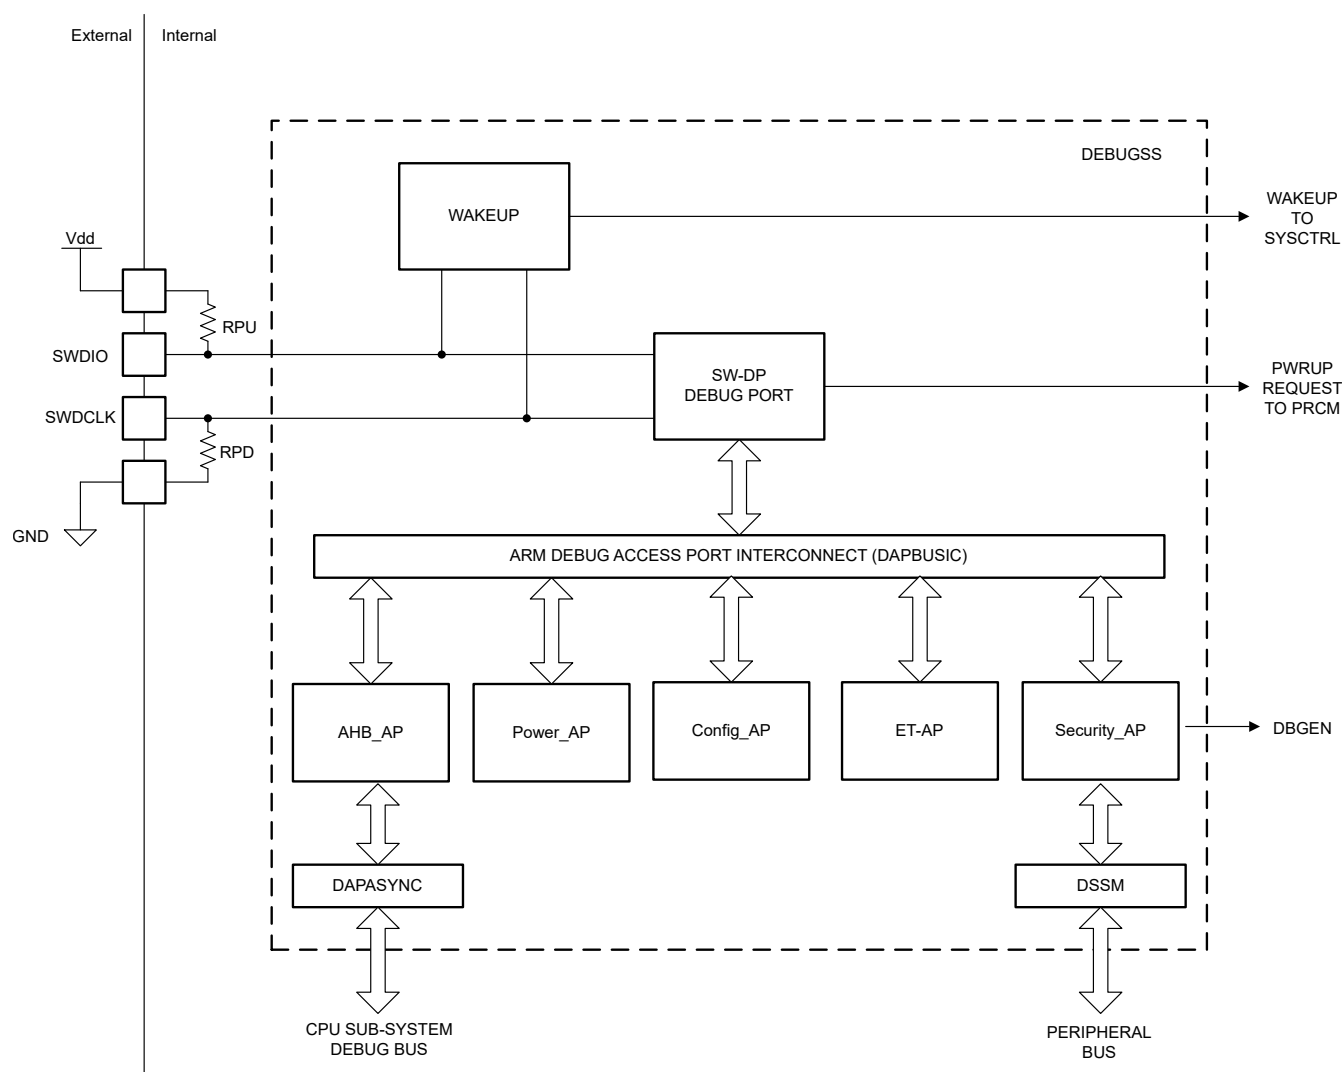 External
Internal
DEBUGSS
WAKEUP
WAKEUP
TO
SYSCTRL
Vdd
RPU
SWDIO
SW-DP
DEBUG PORT
PWRUP
REQUEST
TO PRCM
SWDCLK
RPD
GND
ARM DEBUG ACCESS PORT INTERCONNECT (DAPBUSIC)
AHB_AP
Power_AP
Config_AP
ET-AP
Security_AP
DBGEN
DAPASYNC
DSSM
CPU SUB-SYSTEM
DEBUG BUS
PERIPHERAL
BUS